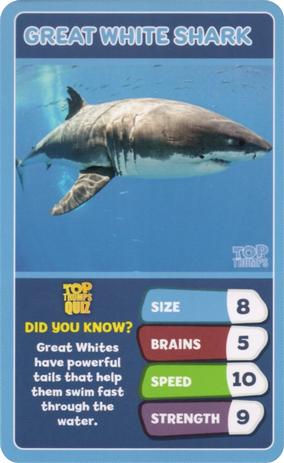 GREAT WHITE SHARK
TOP
TRUMPS
TOP
TRUMPS
QUIZ
DID YOU KNOW?
Great Whites
have powerful
tails that help
them swim fast
through the
water.
SIZE 8
BRAINS 5
SPEED 10
STRENGTH 9